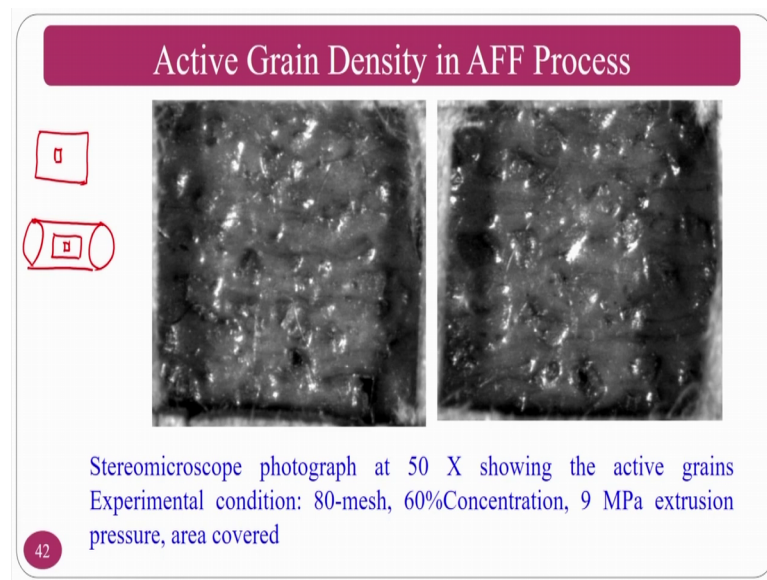 Active Grain Density in AFF Process
Stereomicroscope photograph at 50 X showing the active grains
Experimental condition: 80-mesh, 60%Concentration, 9 MPa extrusion
pressure, area covered
42